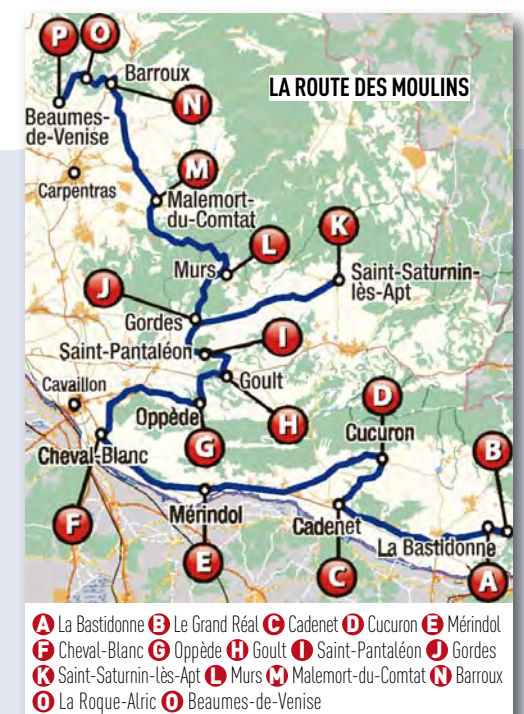 P
O
Barroux
LA ROUTE DES MOULINS
N
Beaumes-
de-Venise
M
Carpentras
Malemort-
du-Comtat
K
L
Murs
Saint-Saturnin-
lès-Apt
J
Gordes
I
Saint-Pantaléon
Goult
Cavaillon
D
Oppède
H
Cucuron
B
G
Cheval-Blanc
F
Mérindol
Cadenet
La Bastidonne
E
C
A
A La Bastidonne B Le Grand Réal C Cadenet D Cucuron E Mérindol
F Cheval-Blanc G Oppède H Goult I Saint-Pantaléon J Gordes
K Saint-Saturnin-lès-Apt L Murs M Malemort-du-Comtat N Barroux
O La Roque-Alric O Beaumes-de-Venise